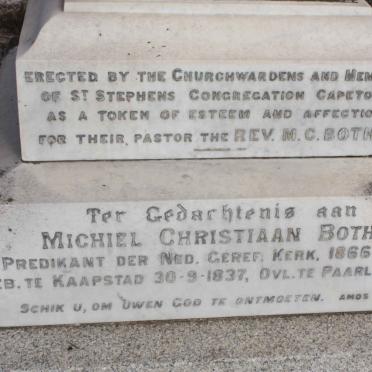 ERECTED BY THE CHURCHWARDENS AND MEM
OF ST STEPHENS CONGREGATION CAPETO
AS A TOKEN OF ESTEEM AND AFFECTIO
FOR THEIR PASTOR THE REV. M.C. BOTH
Ter Gedachtenis aan
MICHIEL CHRISTIAAN BOTH
PREDIKANT DER NED. GEREF. KERK, 1866
EB. TE KAAPSTAD 30-9-1837, OVL. TE PAARL
SCHIK U, OM UWEN GOD TE ONTMOETEN. AMOS